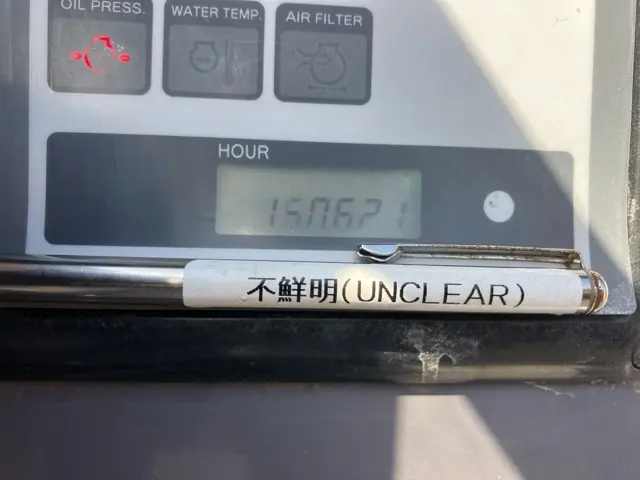 OIL PRESS.
WATER TEMP.
AIR FILTER
HOUR
不鮮明(UNCLEAR)